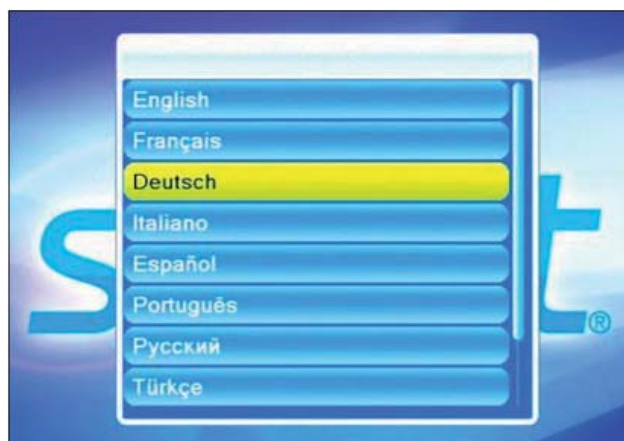 English
Français
Deutsch
Italiano
Español
Português
Русский
Türkçe
s
t
®